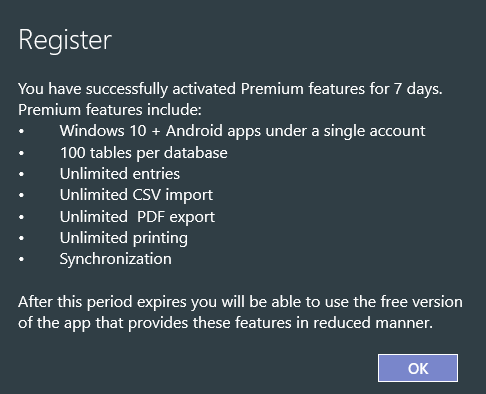 Register
You have successfully activated Premium features for 7 days.
Premium features include:
• Windows 10 + Android apps under a single account
• 100 tables per database
• Unlimited entries
• Unlimited CSV import
• Unlimited  PDF export
• Unlimited printing
• Synchronization
After this period expires you will be able to use the free version
of the app that provides these features in reduced manner.
OK